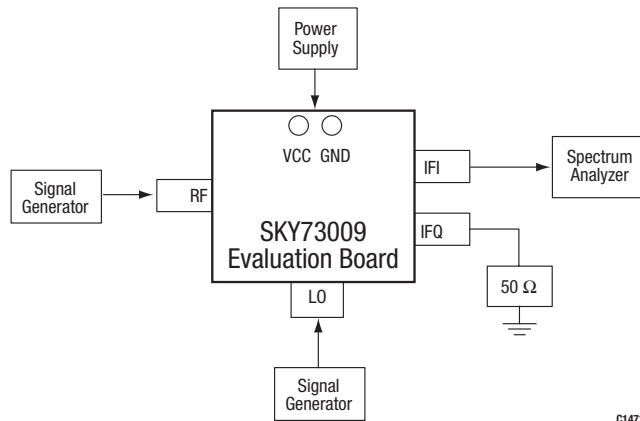 Power
Supply
VCC GND
IFI
Spectrum
Analyzer
Signal
Generator
RF
SKY73009
Evaluation Board
IFQ
50 Ω
LO
Signal
Generator